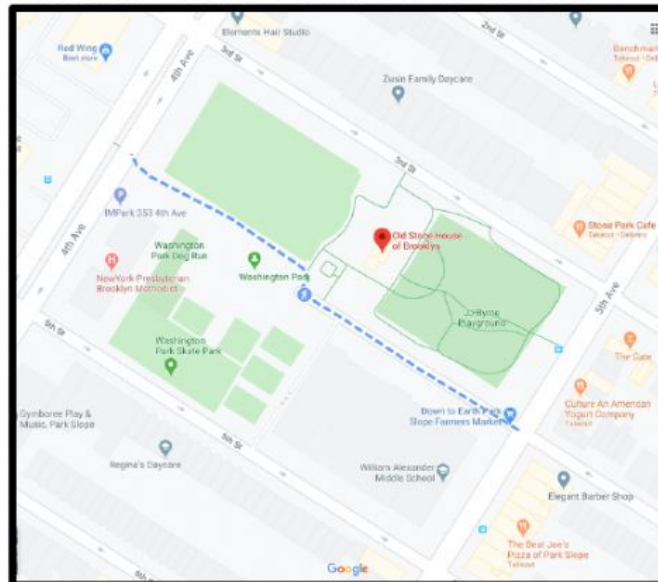 Elements Hair Studio
2nd St
Red Wing
Boot store
4th Ave
3rd St
Benchmark
Takeout • Delivery
Zusin Family Daycare
3rd St
IMPark 353 4th Ave
4th Ave
Old Stone House
of Brooklyn
Stone Park Cafe
Takeout • Delivery
Washington
Park Dog Run
Washington Park
NewYork Presbyterian
Brooklyn Methodist
5th Ave
JJ Byrne
Playground
Washington
Park Skate Park
The Gate
Culture An American
Yogurt Company
Takeout
Down to Earth Park
Slope Farmers Market
Gymboree Play &
Music, Park Slope
5th St
Regina's Daycare
William Alexander
Middle School
Elegant Barber Shop
The Best Joe's
Pizza of Park Slope
Takeout
Google